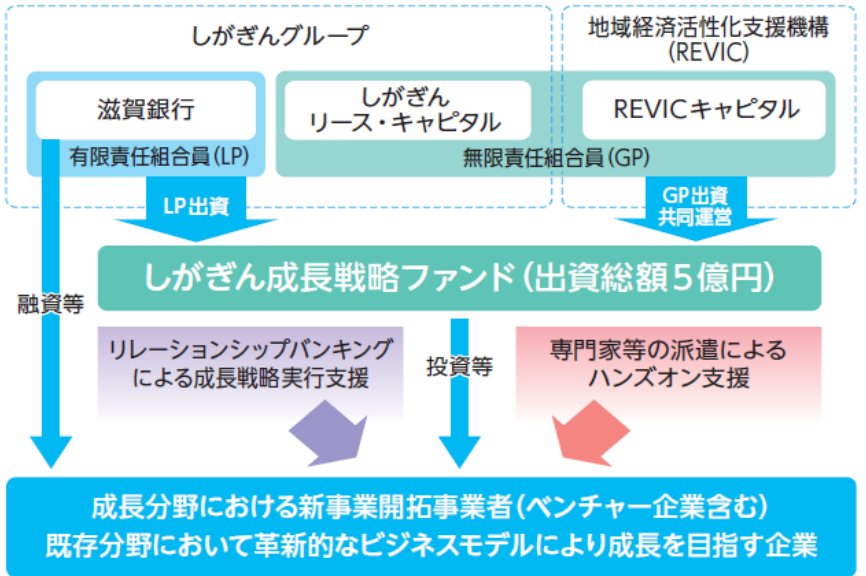 しがぎんグループ
地域経済活性化支援機構
(REVIC)
滋賀銀行
しがぎん
リース・キャピタル
REVICキャピタル
有限責任組合員(LP)
無限責任組合員(GP)
LP出資
GP出資
共同運営
しがぎん成長戦略ファンド(出資総額5億円)
融資等
リレーションシップバンキング
による成長戦略実行支援
投資等
専門家等の派遣による
ハンズオン支援
成長分野における新事業開拓事業者(ベンチャー企業含む)
既存分野において革新的なビジネスモデルにより成長を目指す企業